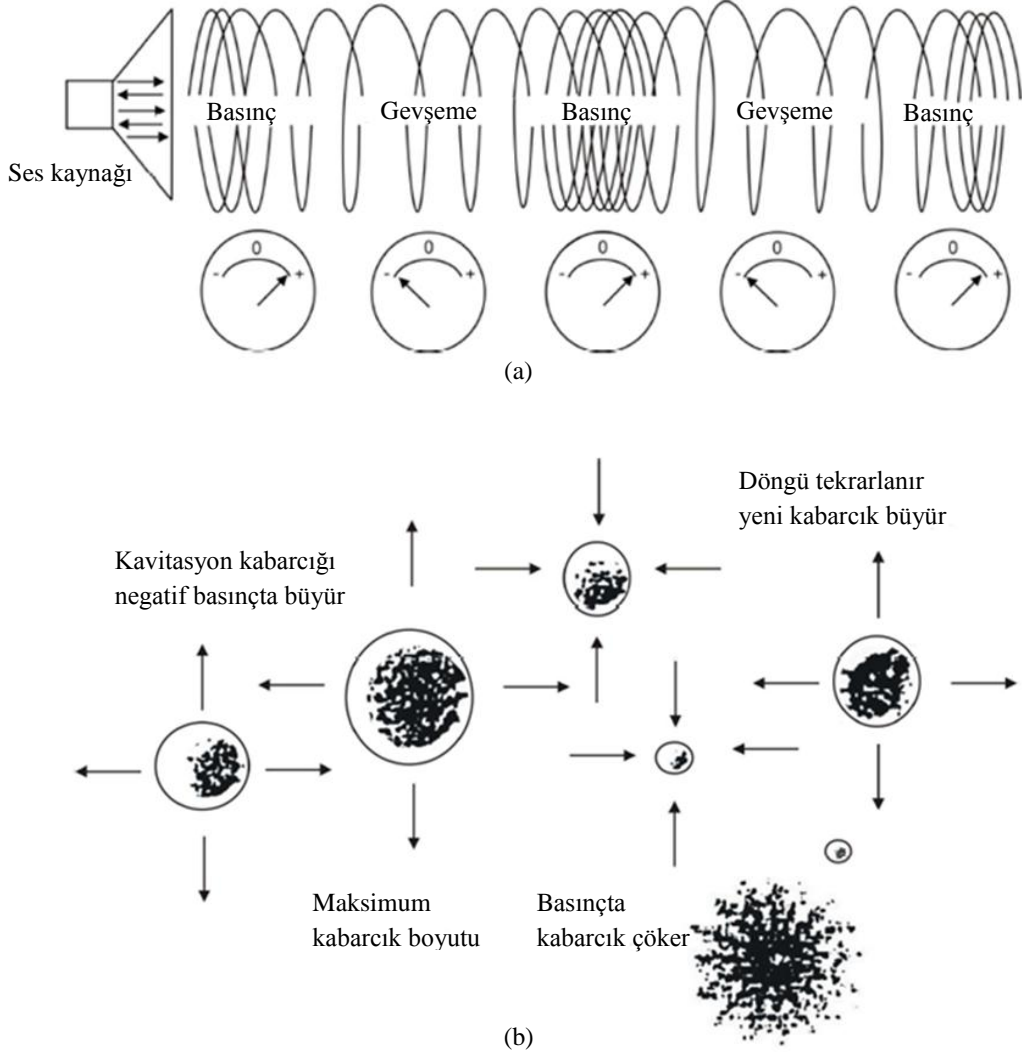 Basınç Gevşeme Basınç Gevşeme Basınç
Ses kaynağı
0 0 0 0 0
- + - + - + - + - +
(a)
Döngü tekrarlanır
yeni kabarcık büyür
Kavitasyon kabarcığı
negatif basınçta büyür
Maksimum
kabarcık boyutu
Basınçta
kabarcık çöker
(b)